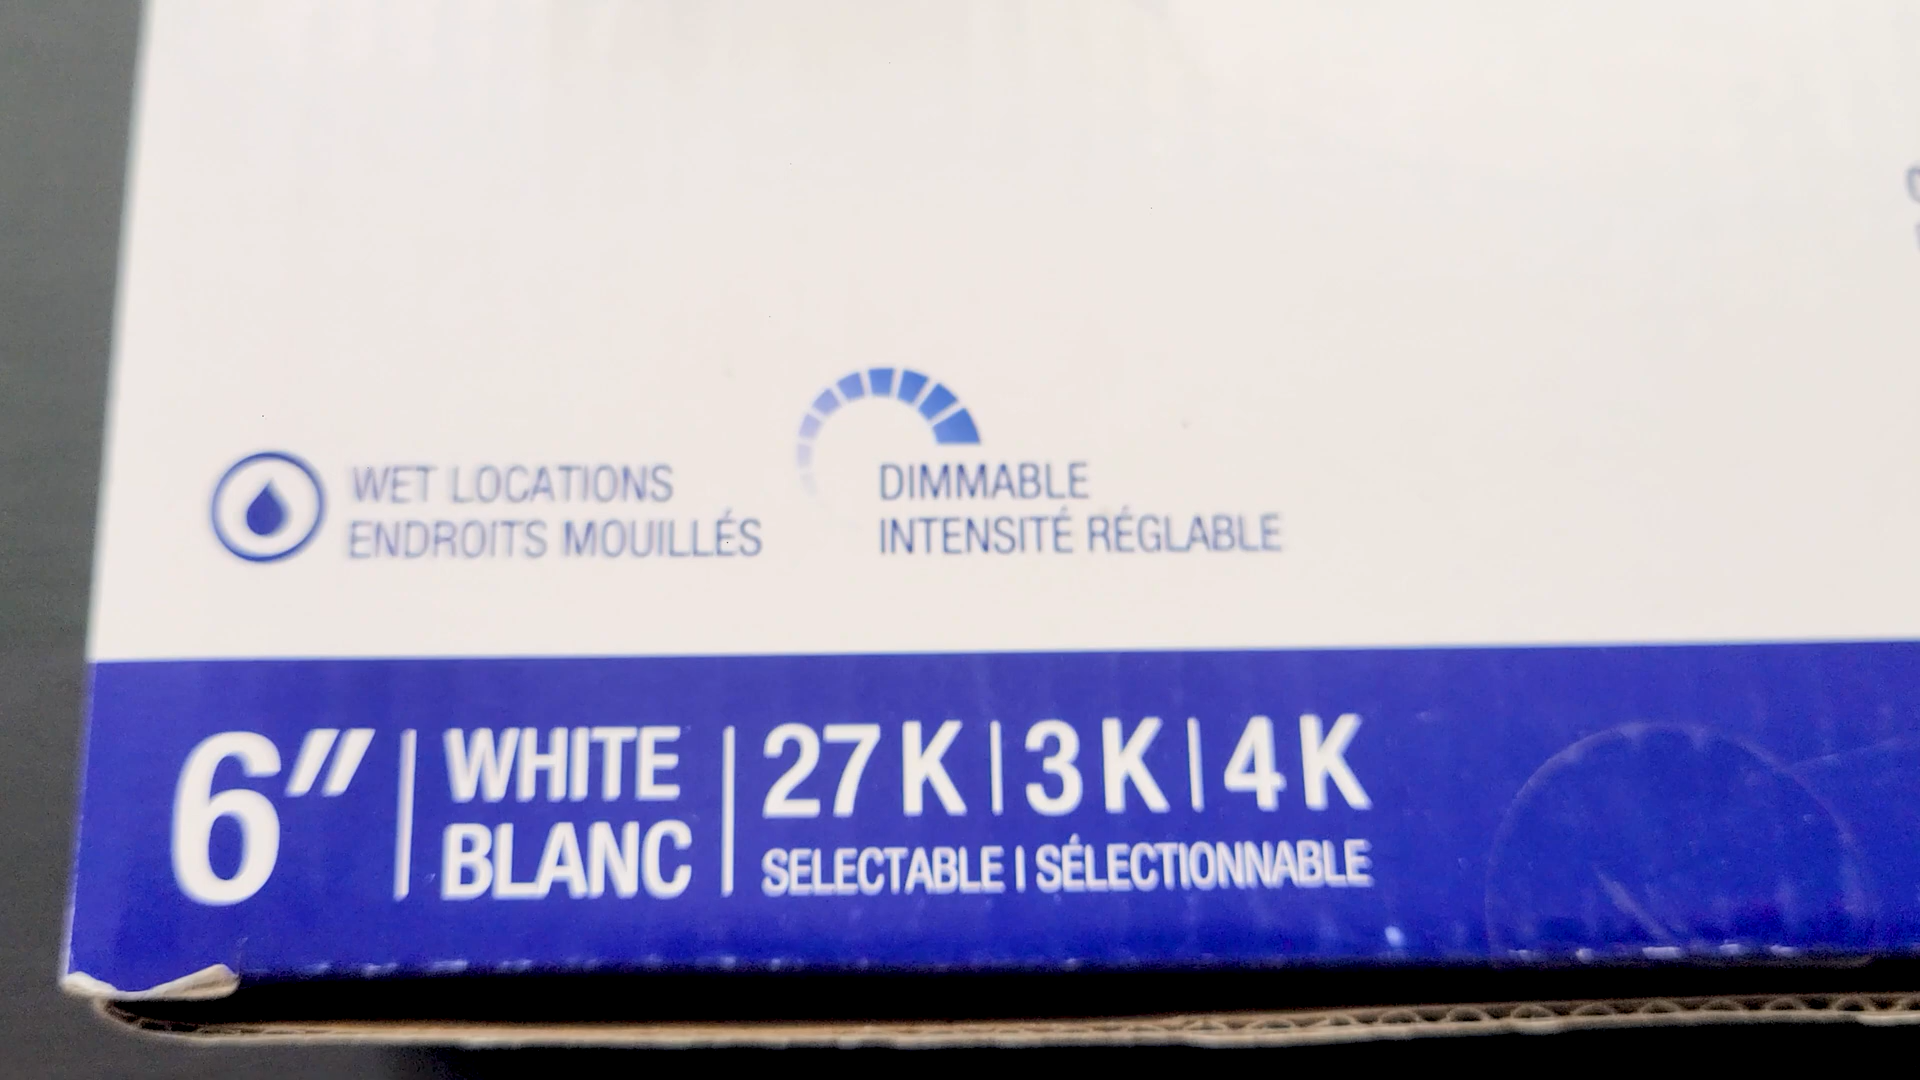 WET LOCATIONS
ENDROITS MOUILLÉS
DIMMABLE
INTENSITÉ RÉGLABLE
6"
WHITE
BLANC
27K | 3K | 4K
SELECTABLE | SÉLECTIONNABLE